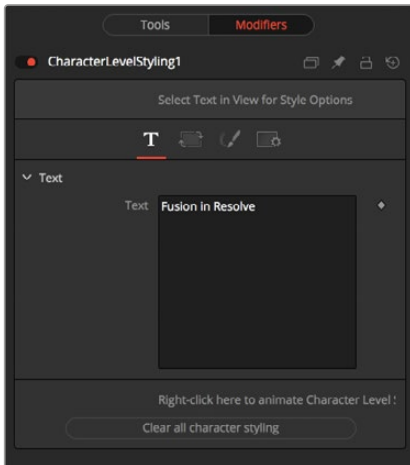 Tools Modifiers
CharacterLevelStyling1
Select Text in View for Style Options
T
Text
Text Fusion in Resolve
Right-click here to animate Character Level
Clear all character styling